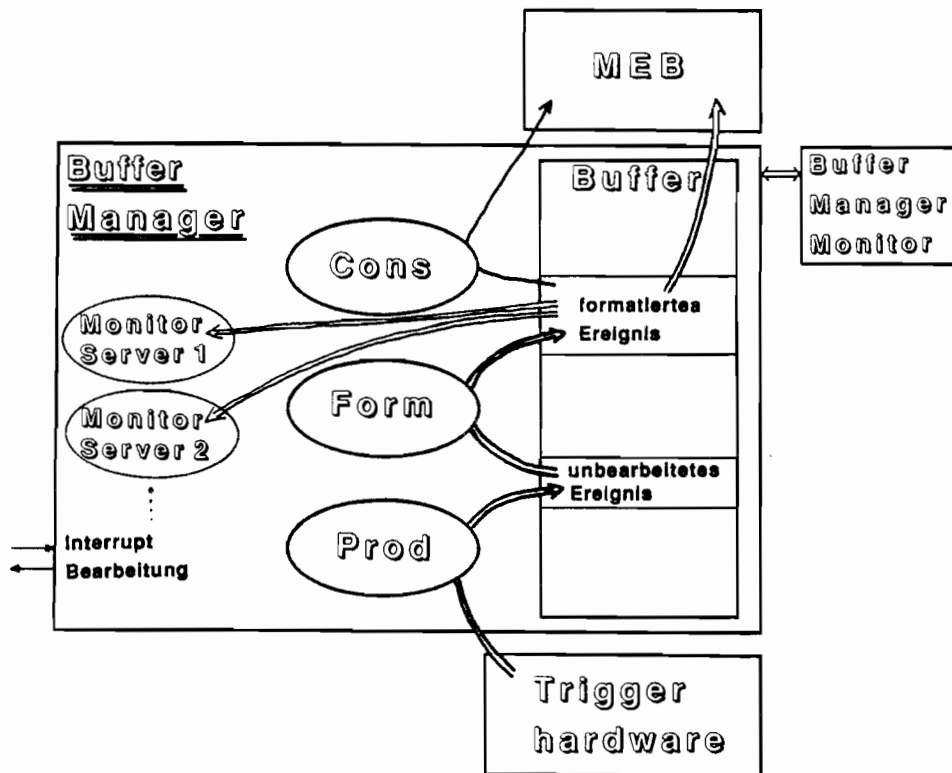 MEB
Buffer
Manager
Buffer
Buffer
Manager
Monitor
Cons
formatiertea
Ereignis
Monitor
Server 1
Form
Monitor
Server 2
unbearbeitetes
Ereignis
Prod
Interrupt
Bearbeitung
Trigger
hardware